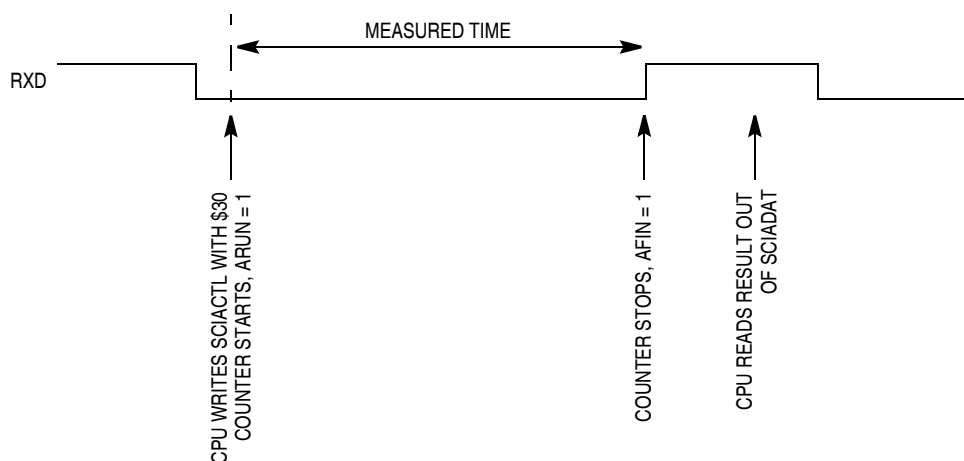 MEASURED TIME
RXD
CPU WRITES SCIACTL WITH $30
COUNTER STARTS, ARUN = 1
COUNTER STOPS, AFIN = 1
CPU READS RESULT OUT
OF SCIADAT